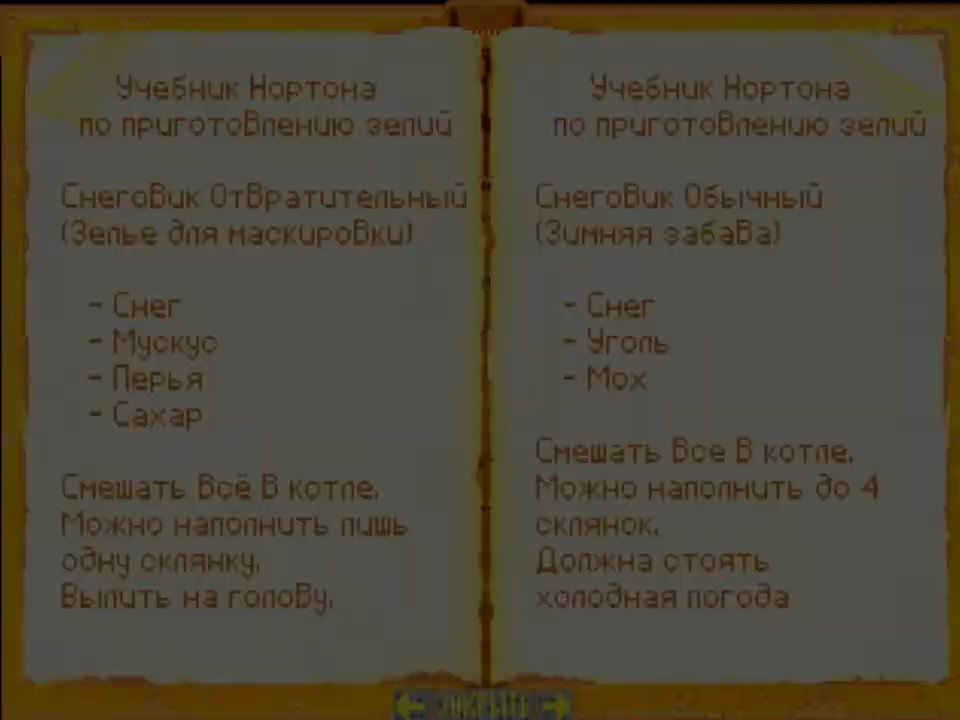 Учебник Нортона
по приготовлению зелий
Снеговик Отвратительный
(Зелье для маскировки)
- Снег
- Мускус
- Перья
- Сахар
Смешать всё в котле.
Можно наполнить лишь
одну склянку.
Вылить на голову.
Учебник Нортона
по приготовлению зелий
Снеговик Обычный
(Зимняя забава)
- Снег
- Уголь
- Мох
Смешать все в котле.
Можно наполнить до 4
склянок.
Должна стоять
холодная погода